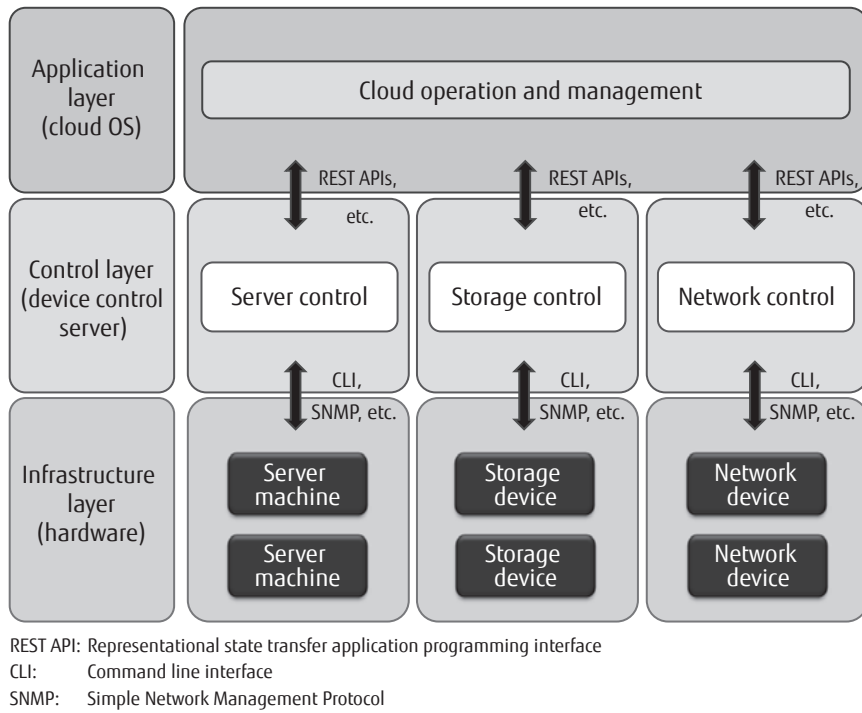 Application
layer
(cloud OS)
Cloud operation and management
REST APIs,
etc.
REST APIs,
etc.
REST APIs,
etc.
Control layer
(device control
server)
Server control
Storage control
Network control
CLI,
SNMP, etc.
CLI,
SNMP, etc.
CLI,
SNMP, etc.
Infrastructure
layer
(hardware)
Server
machine
Storage
device
Network
device
Server
machine
Storage
device
Network
device
REST API: Representational state transfer application programming interface
CLI: Command line interface
SNMP: Simple Network Management Protocol